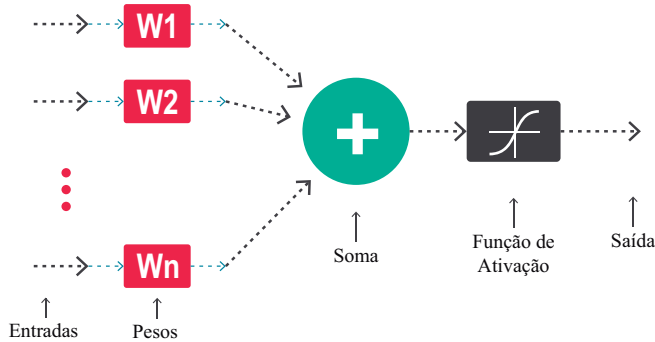 W1
W2
Wn
Soma
Função de
Ativação
Saída
Entradas
Pesos